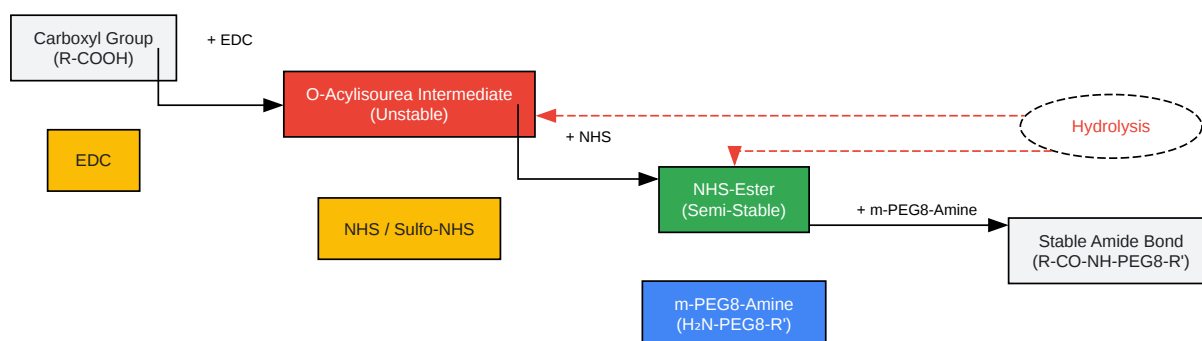 Carboxyl Group
(R-COOH)
+ EDC
O-Acylisourea Intermediate
(Unstable)
Hydrolysis
+ NHS
EDC
NHS-Ester
(Semi-Stable)
+ m-PEG8-Amine
NHS / Sulfo-NHS
Stable Amide Bond
(R-CO-NH-PEG8-R')
m-PEG8-Amine
(H₂N-PEG8-R')